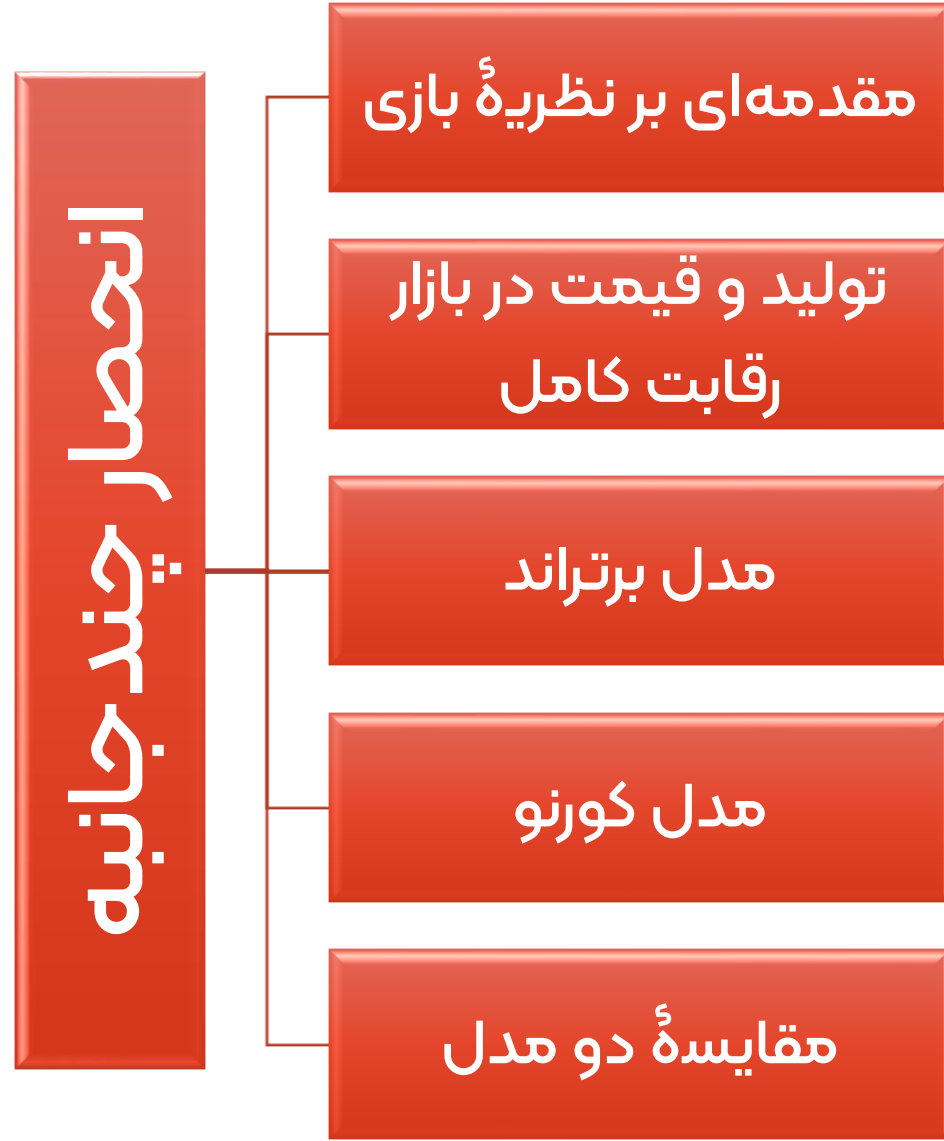 انحصار چندجانبه
مقدمه‌ای بر نظریهٔ بازی
تولید و قیمت در بازار
رقابت کامل
مدل برتراند
مدل کورنو
مقایسهٔ دو مدل